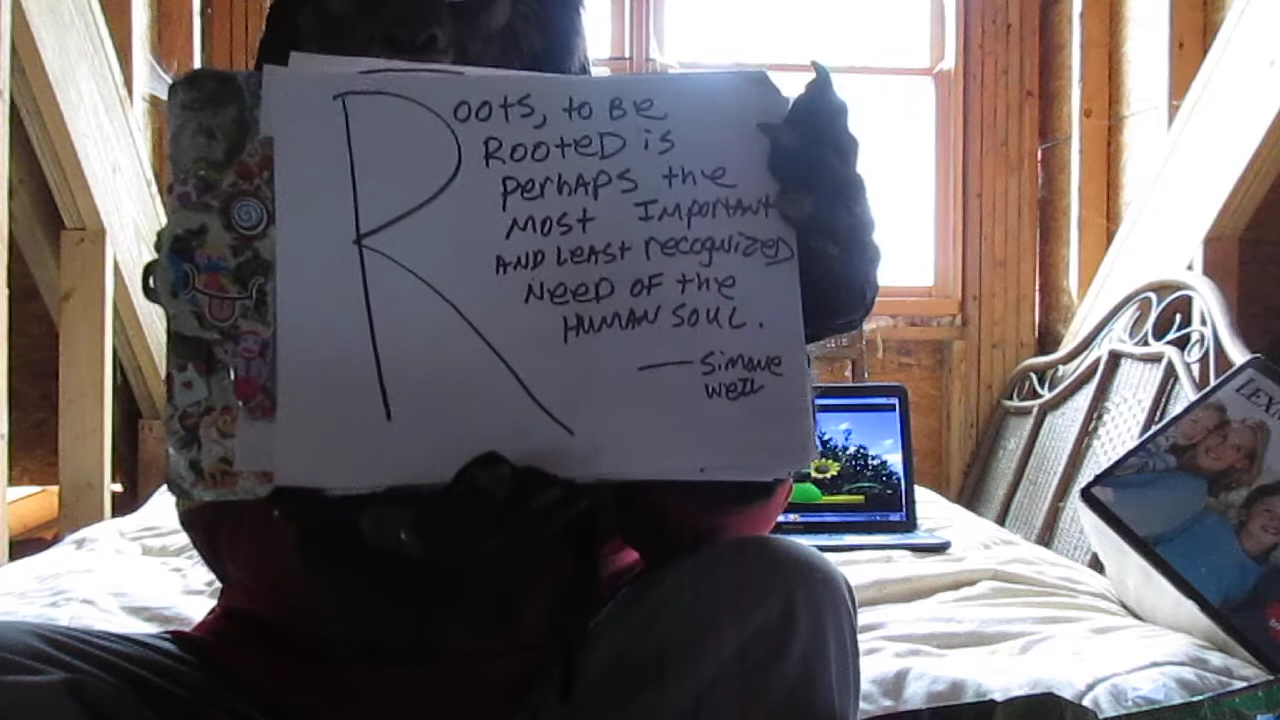 Roots, to Be
Rooted is
perhaps the
most Important
and least recognized
need of the
human soul.
— Simone
Weil
LEX